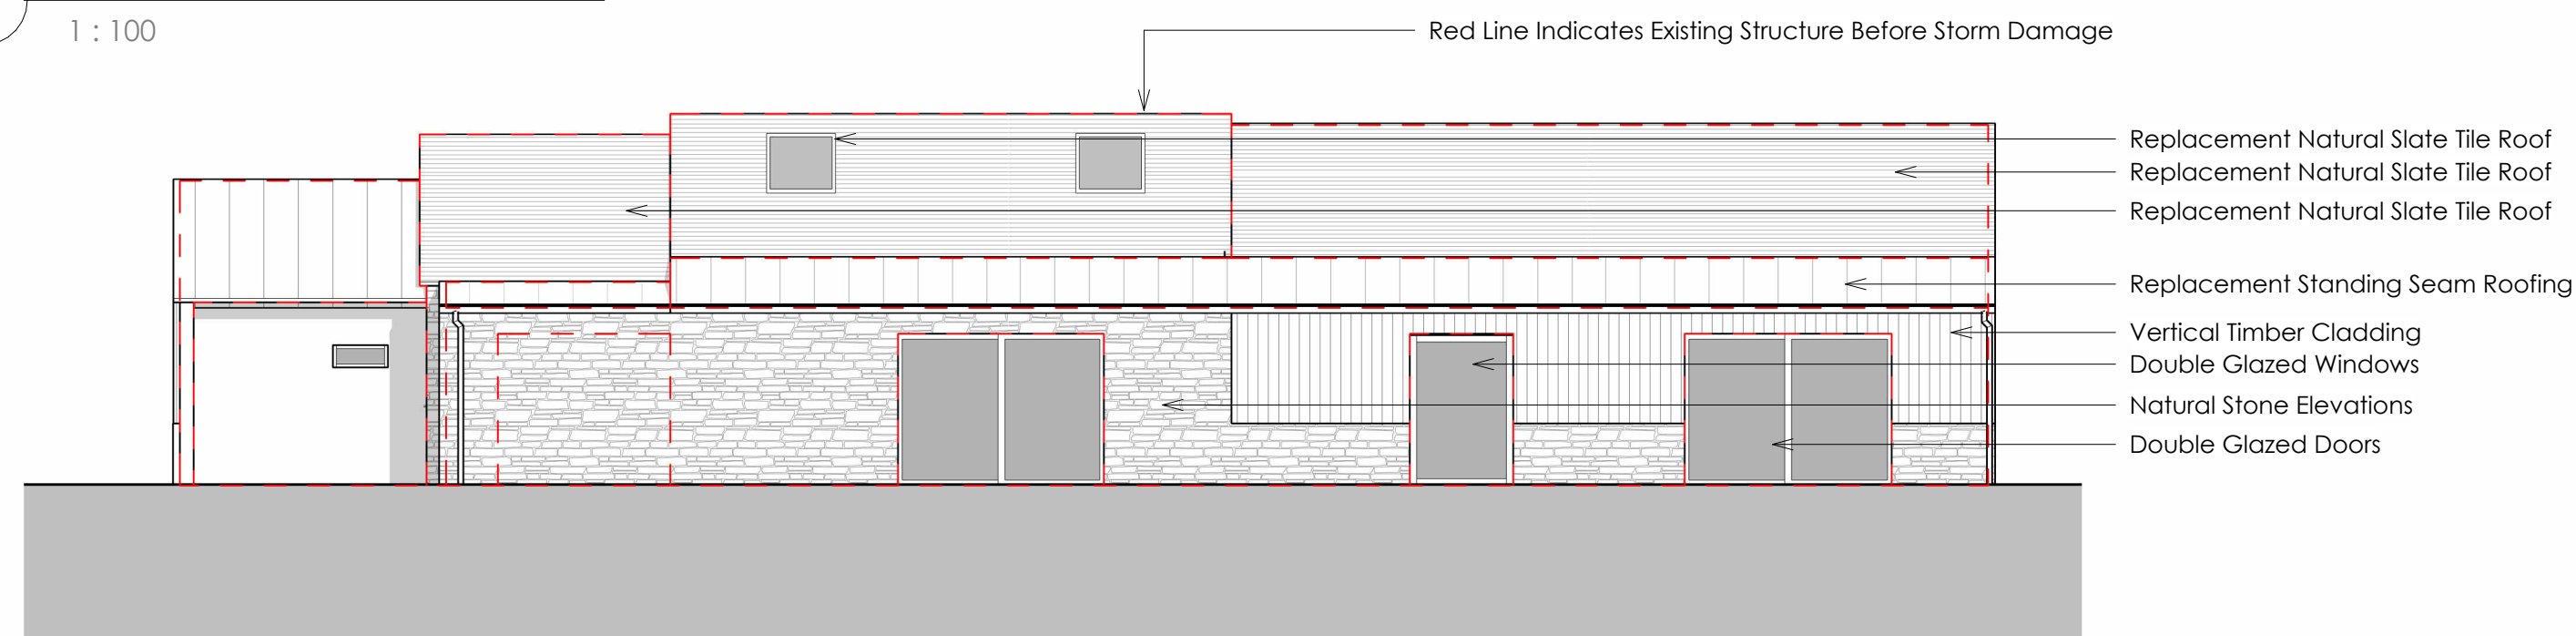 1 : 100
Red Line Indicates Existing Structure Before Storm Damage
Replacement Natural Slate Tile Roof
Replacement Natural Slate Tile Roof
Replacement Natural Slate Tile Roof
Replacement Standing Seam Roofing
Vertical Timber Cladding
Double Glazed Windows
Natural Stone Elevations
Double Glazed Doors